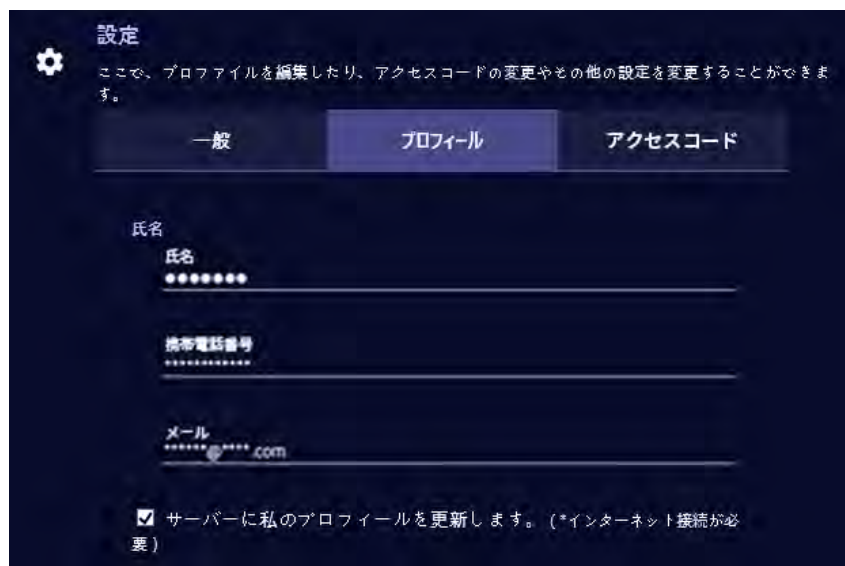 設定
ここで、プロファイルを編集したり、アクセスコードの変更やその他の設定を変更することができま
す。
一般
プロフィール
アクセスコード
氏名
氏名
●●●●●●●
携帯電話番号
************
メール
******@****.com
サーバーに私のプロフィールを更新します。 (*インターネット接続が必
要)